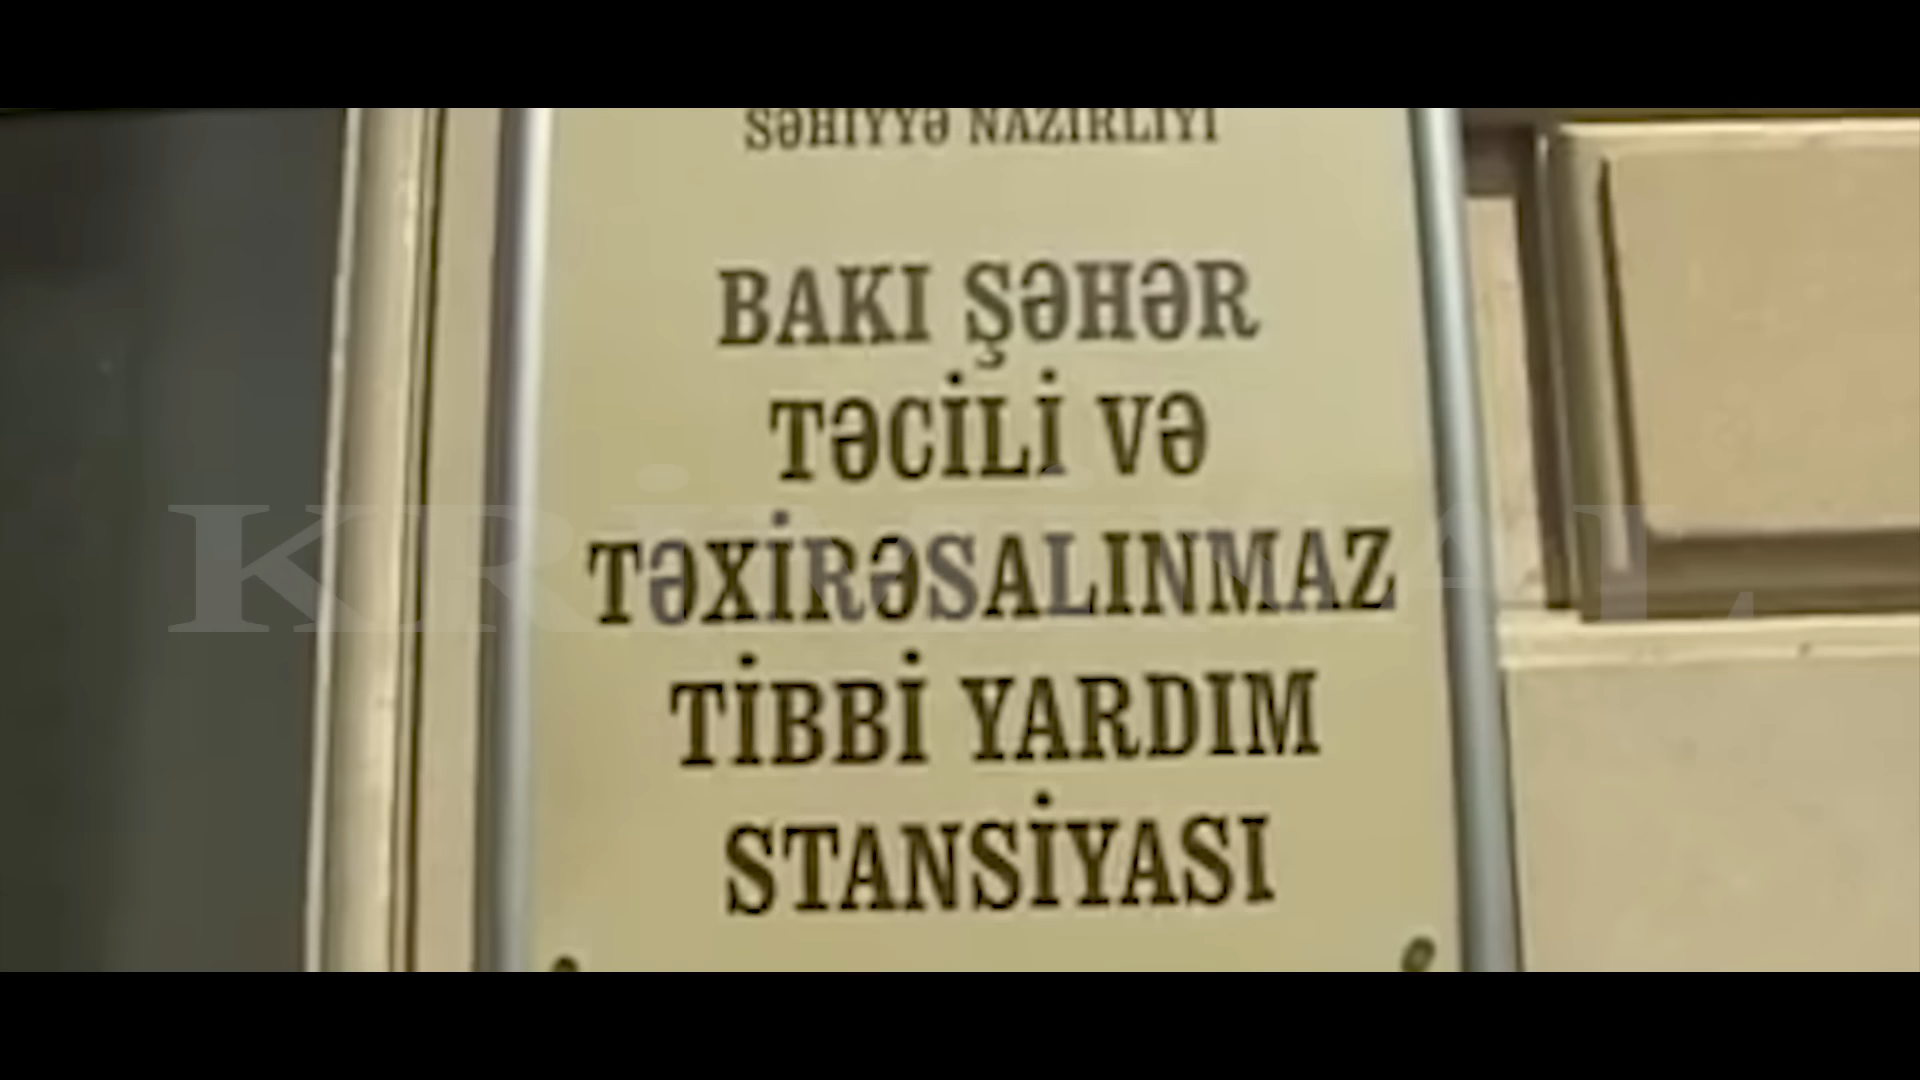 SƏHİYYƏ NAZİRLİYİ
BAKI ŞƏHƏR
TƏCİLİ VƏ
TƏXİRƏSALINMAZ
TİBBİ YARDIM
STANSİYASI